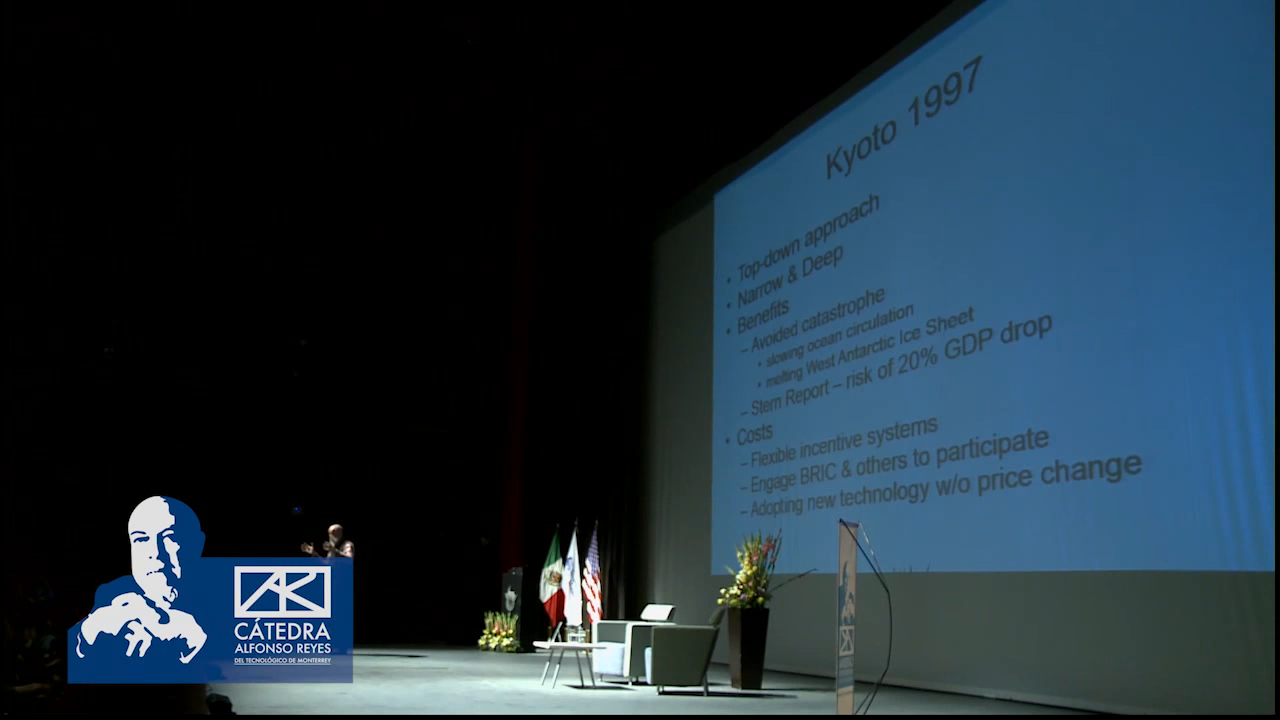 Kyoto 1997
• Top-down approach
• Narrow & Deep
• Benefits
– Avoided catastrophe
• slowing ocean circulation
• melting West Antarctic Ice Sheet
– Stern Report – risk of 20% GDP drop
• Costs
– Flexible incentive systems
– Engage BRIC & others to participate
– Adopting new technology w/o price change
AR
CÁTEDRA
ALFONSO REYES
DEL TECNOLÓGICO DE MONTERREY